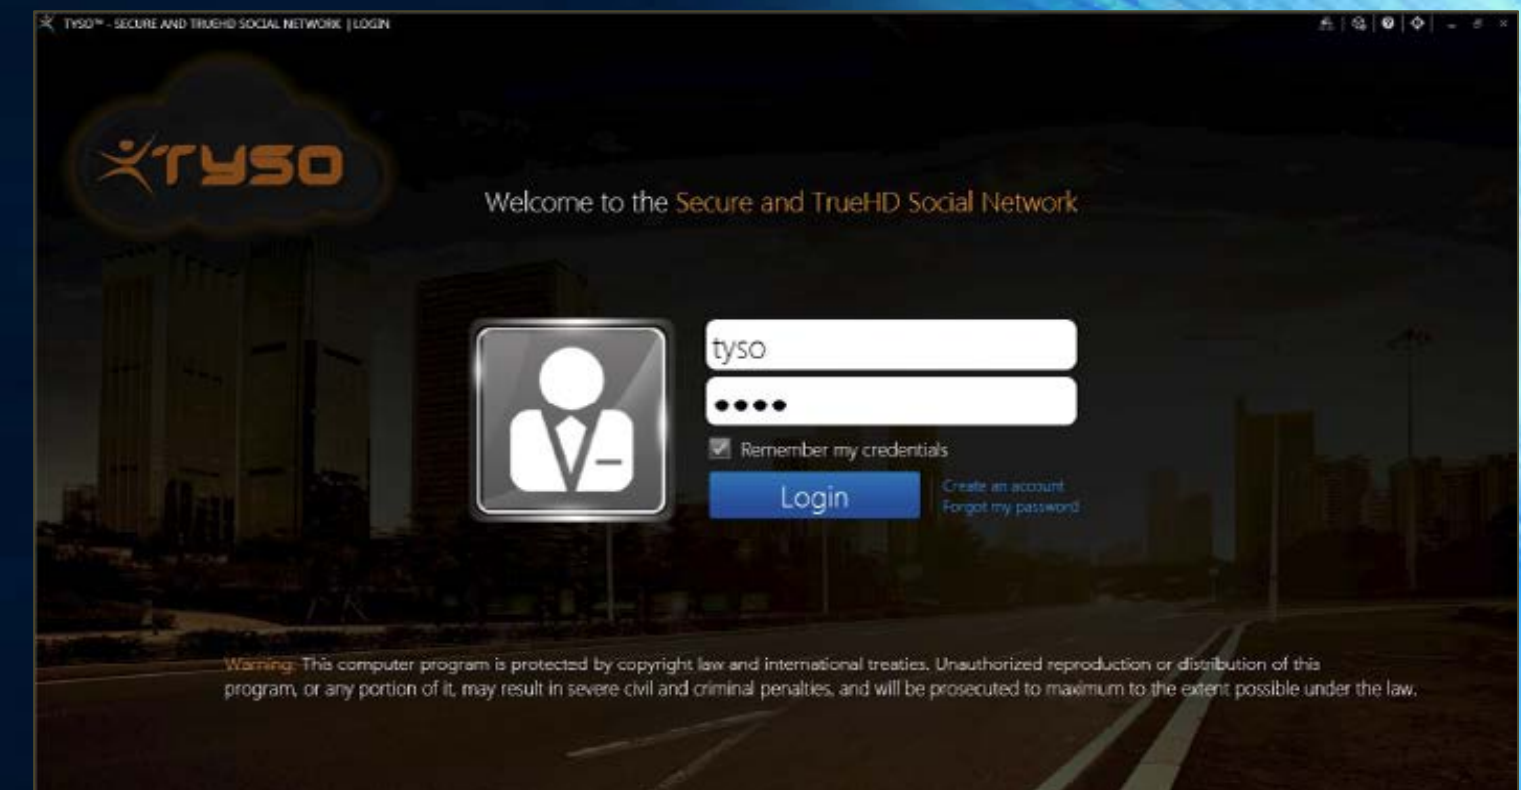 TYSO™ - SECURE AND TRUEHD SOCIAL NETWORK | LOGIN
TYSO
Welcome to the Secure and TrueHD Social Network
tyso
Remember my credentials
Login
Create an account
Forgot my password
Warning: This computer program is protected by copyright law and international treaties. Unauthorized reproduction or distribution of this
program, or any portion of it, may result in severe civil and criminal penalties, and will be prosecuted to maximum to the extent possible under the law.